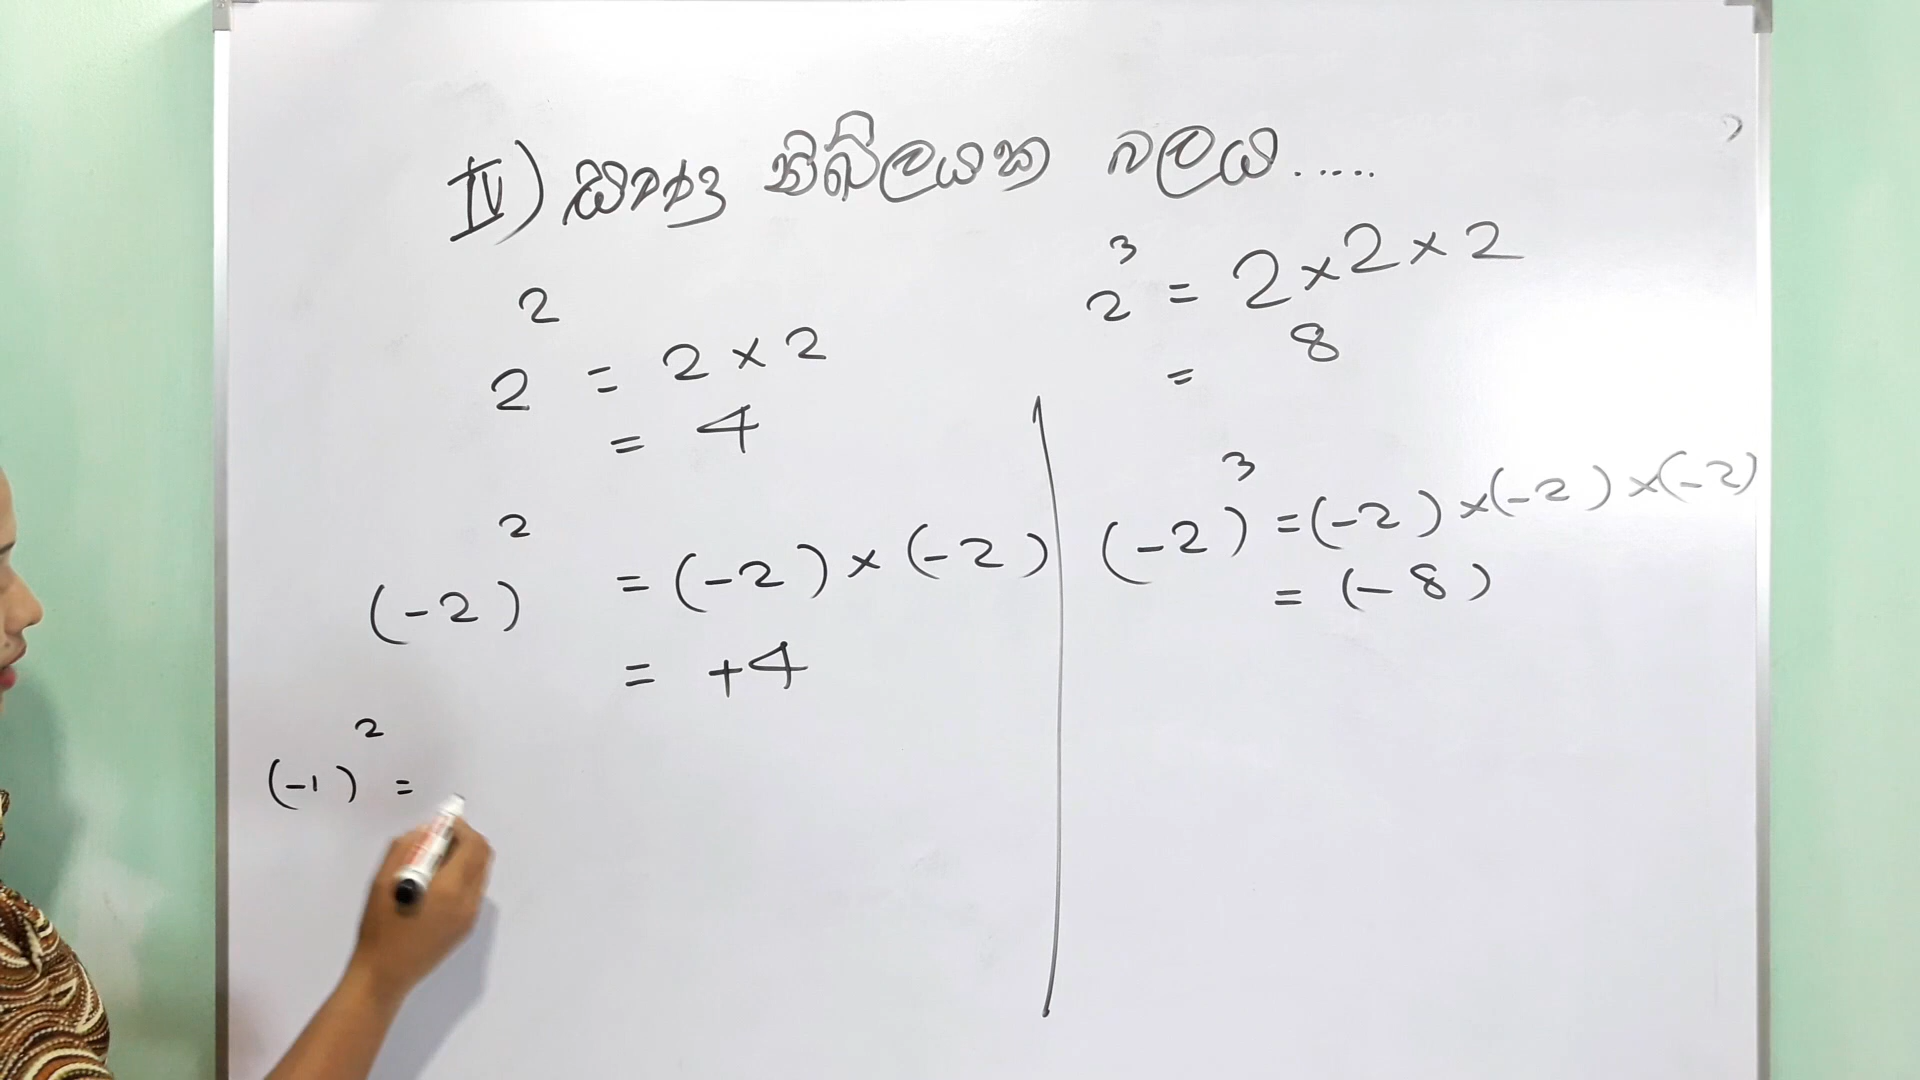 IV) ඝණ නිඛිලයක බලය.....
2² = 2 × 2
= 4
(-2)² = (-2) × (-2)
= +4
(-1)² =
2³ = 2 × 2 × 2
= 8
(-2)³ = (-2) × (-2) × (-2)
= (-8)